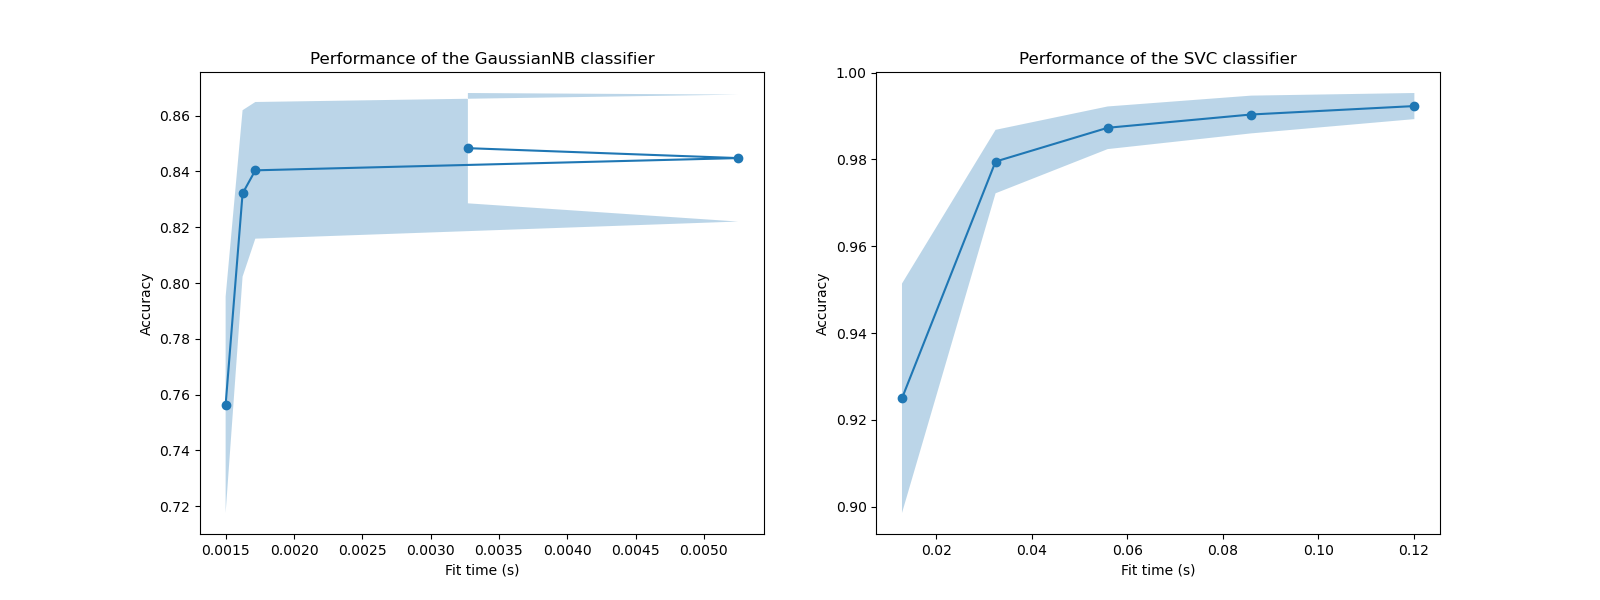 Performance of the GaussianNB classifier
0.86
0.84
0.82
0.80
0.78
0.76
0.74
0.72
Accuracy
0.0015 0.0020 0.0025 0.0030 0.0035 0.0040 0.0045 0.0050
Fit time (s)
Performance of the SVC classifier
1.00
0.98
0.96
0.94
0.92
0.90
Accuracy
0.02 0.04 0.06 0.08 0.10 0.12
Fit time (s)